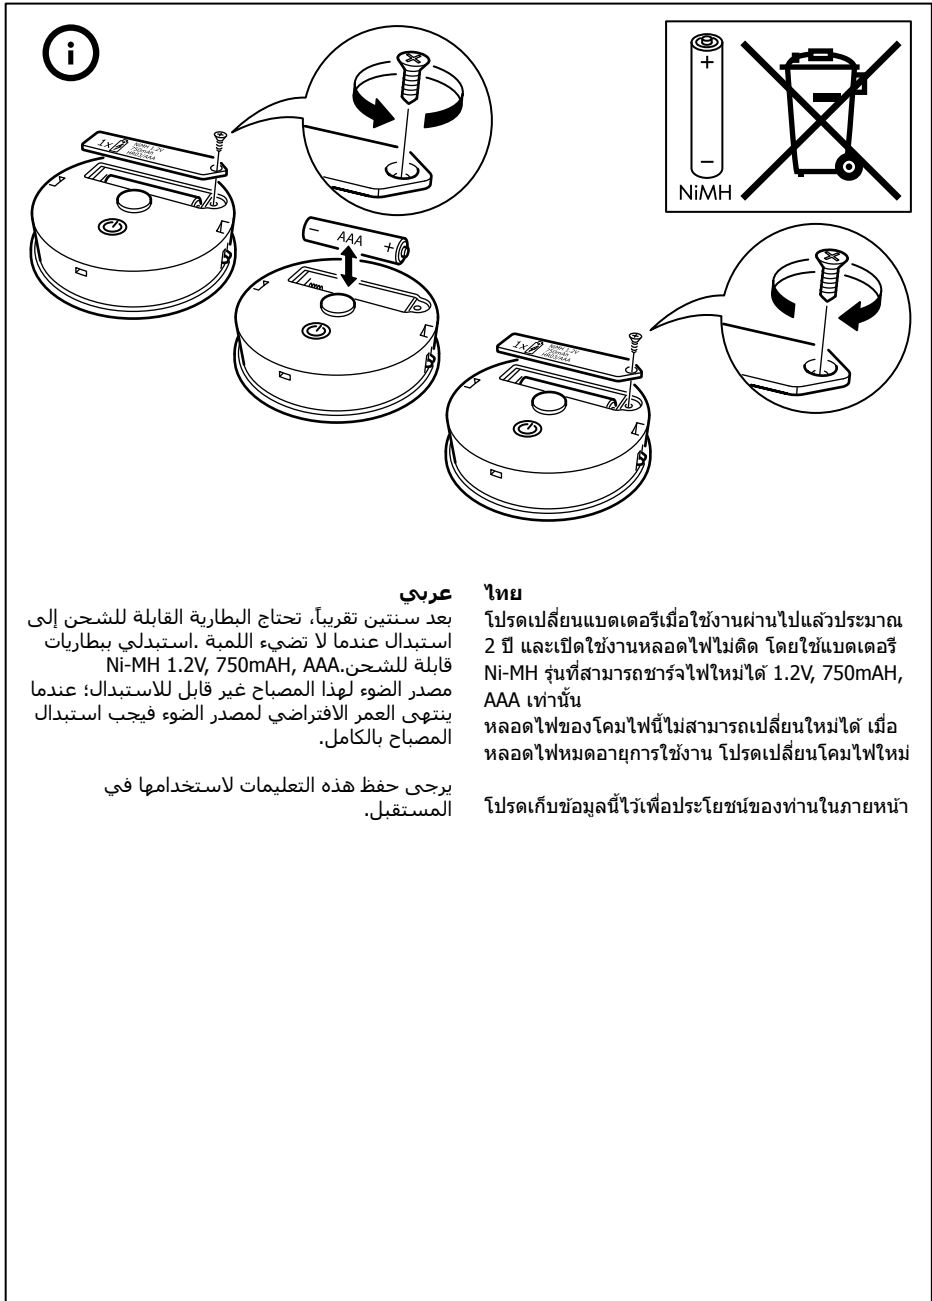 i
1x NiMH 1.2V
750mAh
HR03/AAA
+
−
NiMH
− AAA +
1x NiMH 1.2V
750mAh
HR03/AAA
عربي
بعد سنتين تقريباً، تحتاج البطارية القابلة للشحن إلى
استبدال عندما لا تضيء اللمبة .استبدلي ببطاريات
قابلة للشحن.Ni-MH 1.2V, 750mAH, AAA
مصدر الضوء لهذا المصباح غير قابل للاستبدال؛ عندما
ينتهى العمر الافتراضي لمصدر الضوء فيجب استبدال
المصباح بالكامل.
يرجى حفظ هذه التعليمات لاستخدامها في
المستقبل.
ไทย
โปรดเปลี่ยนแบตเตอรีเมื่อใช้งานผ่านไปแล้วประมาณ
2 ปี และเปิดใช้งานหลอดไฟไม่ติด โดยใช้แบตเตอรี
Ni-MH รุ่นที่สามารถชาร์จไฟใหม่ได้ 1.2V, 750mAH,
AAA เท่านั้น
หลอดไฟของโคมไฟนี้ไม่สามารถเปลี่ยนใหม่ได้ เมื่อ
หลอดไฟหมดอายุการใช้งาน โปรดเปลี่ยนโคมไฟใหม่
โปรดเก็บข้อมูลนี้ไว้เพื่อประโยชน์ของท่านในภายหน้า